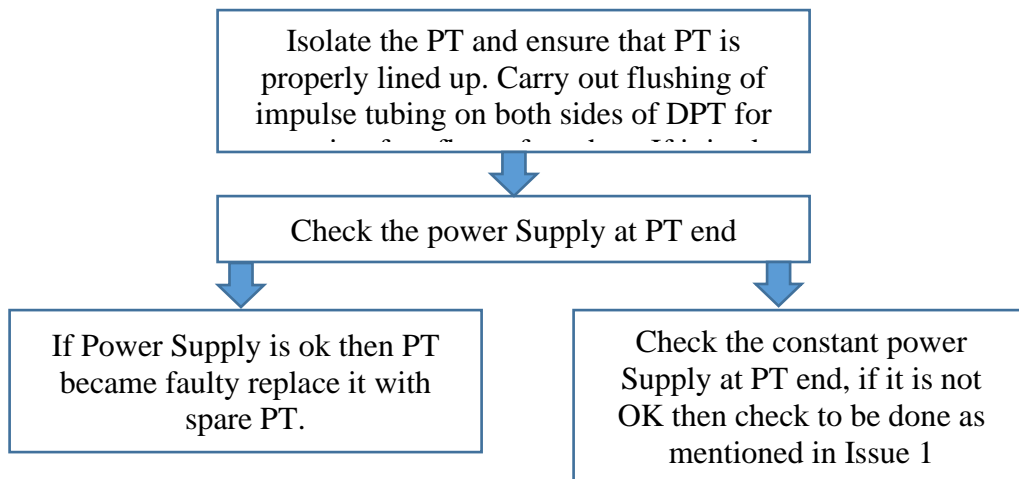 Isolate the PT and ensure that PT is
properly lined up. Carry out flushing of
impulse tubing on both sides of DPT for
Check the power Supply at PT end
If Power Supply is ok then PT
became faulty replace it with
spare PT.
Check the constant power
Supply at PT end, if it is not
OK then check to be done as
mentioned in Issue 1